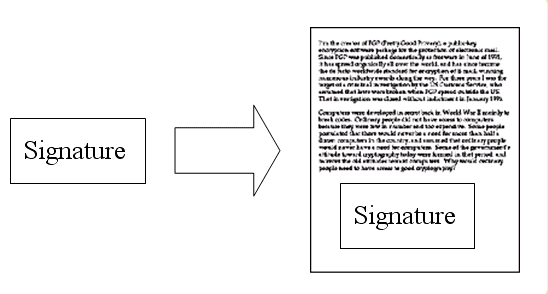 Signature
I'm the creator of PGP (Pretty Good Privacy), a public-key
encryption software package for the protection of electronic mail.
Since PGP was published domestically as freeware in June of 1991,
it has spread organically all over the world, and has since become
the de facto worldwide standard for encryption of E-mail, winning
numerous industry awards along the way. For three years I was the
target of a criminal investigation by the US Customs Service, who
assumed that laws were broken when PGP spread outside the US.
That investigation was closed without indictment in January 1996.
Computers were developed in secret back in World War II mainly to
break codes. Ordinary people did not have access to computers,
because they were few in number and too expensive. Some people
postulated that there would never be a need for more than half a
dozen computers in the country, and assumed that ordinary people
would never have a need for computers. Some of the government's
attitude toward cryptography today were formed in that period, and
mirrors the old attitudes toward computers. Why would ordinary
people need to have access to good cryptography?
Signature